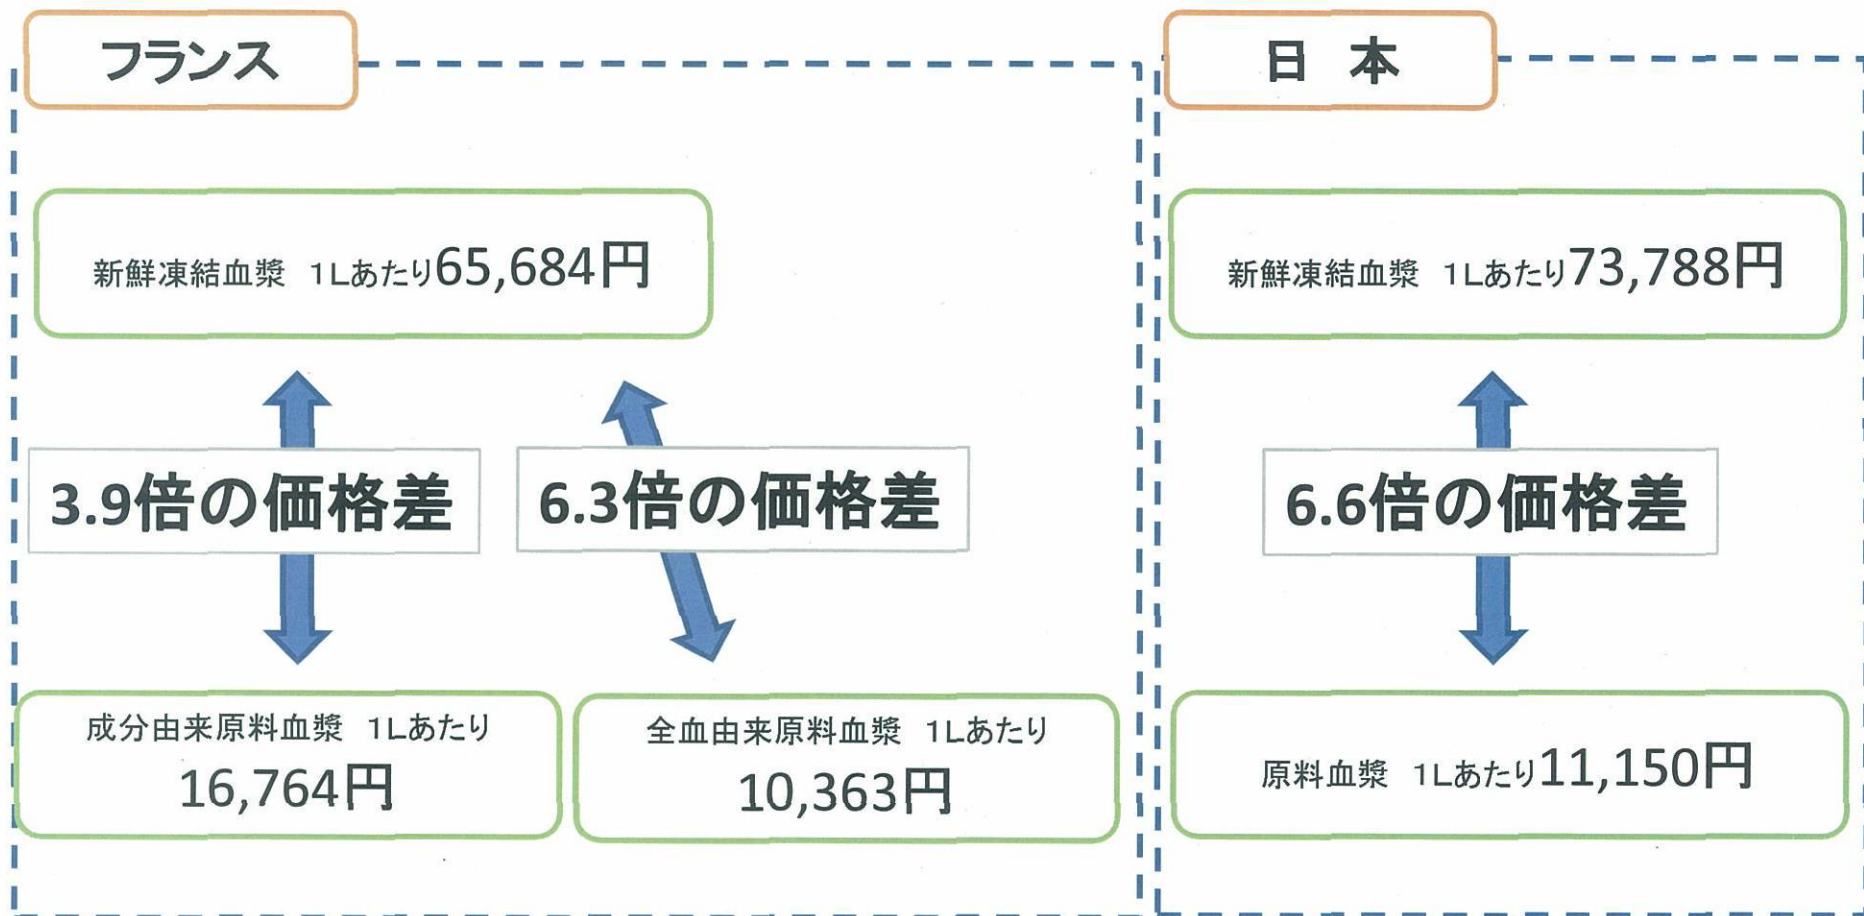 フランス
新鮮凍結血漿 1Lあたり65,684円
3.9倍の価格差
6.3倍の価格差
成分由来原料血漿 1Lあたり
16,764円
全血由来原料血漿 1Lあたり
10,363円
日 本
新鮮凍結血漿 1Lあたり73,788円
6.6倍の価格差
原料血漿 1Lあたり11,150円